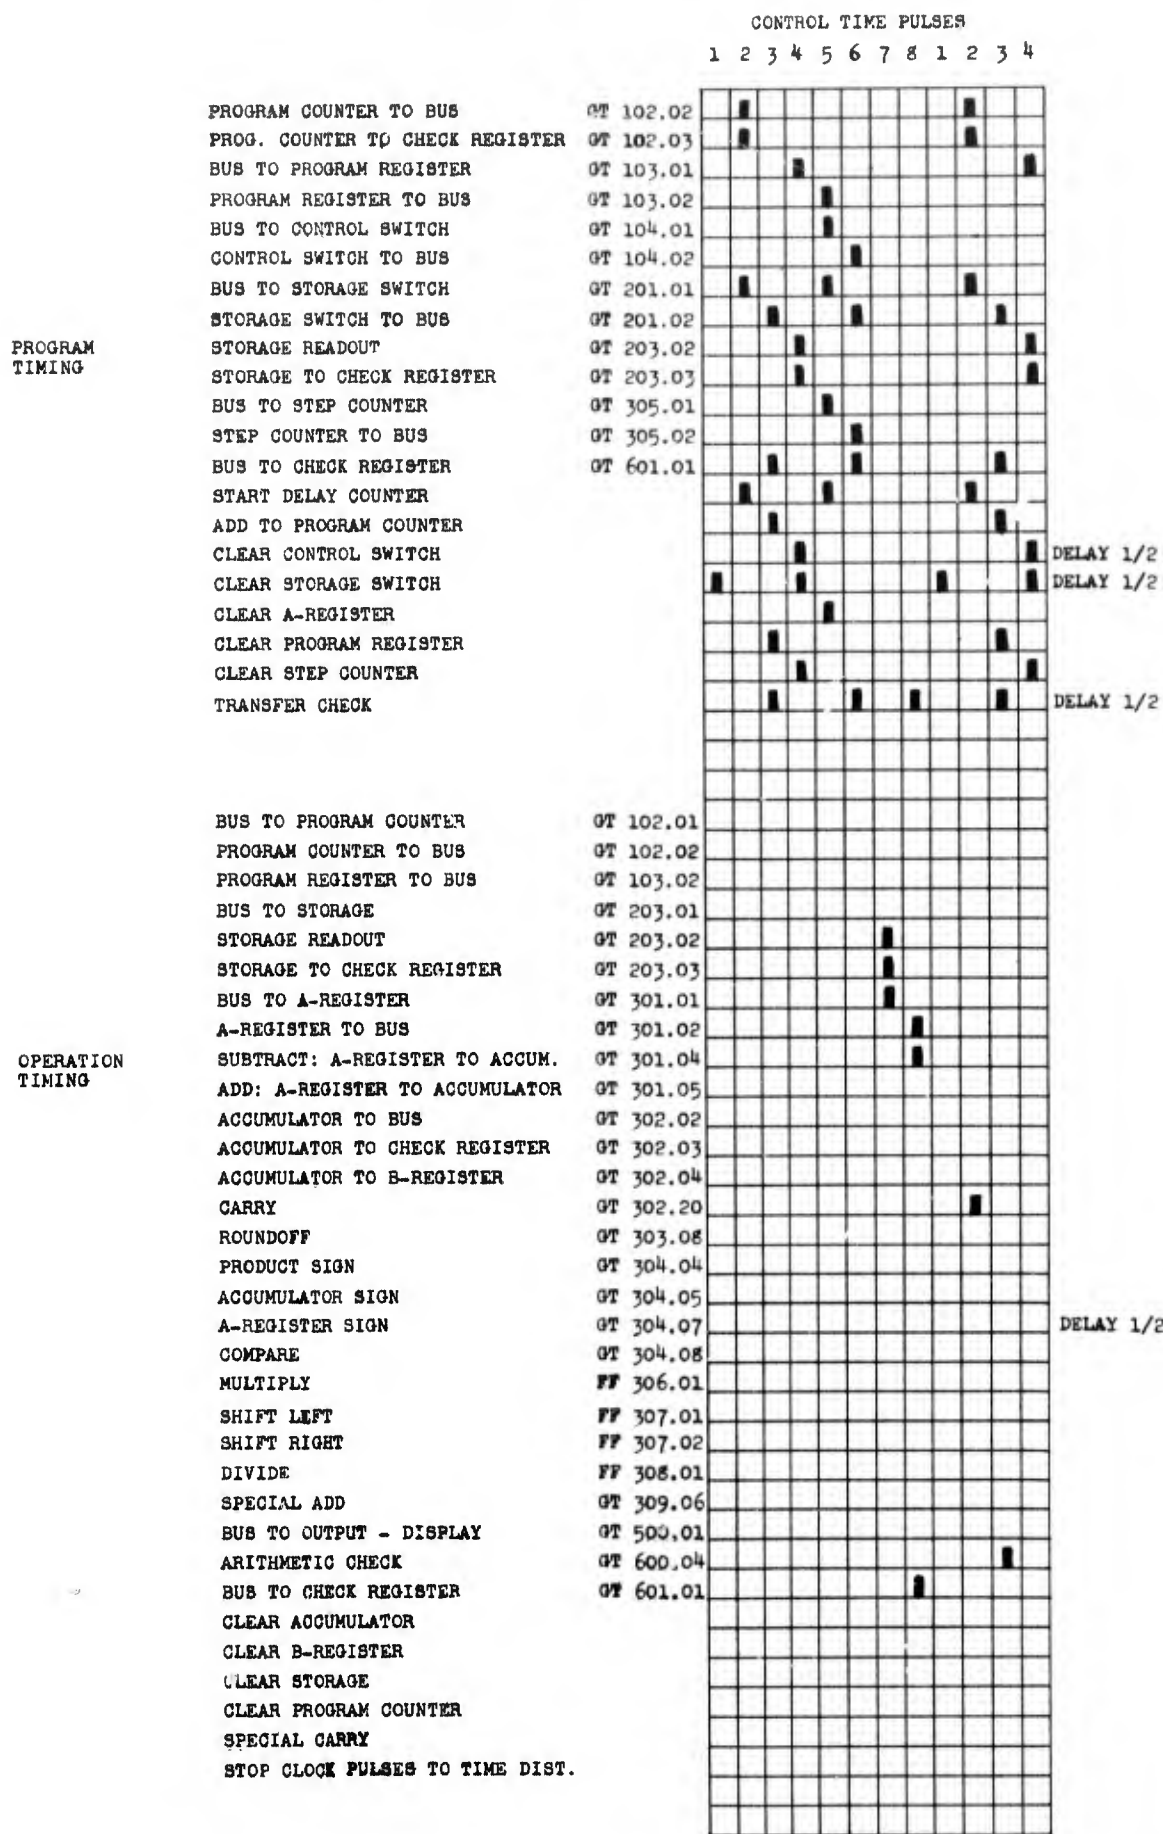 CONTROL TIME PULSES
1 2 3 4 5 6 7 8 1 2 3 4
PROGRAM COUNTER TO BUS GT 102.02
PROG. COUNTER TO CHECK REGISTER GT 102.03
BUS TO PROGRAM REGISTER GT 103.01
PROGRAM REGISTER TO BUS GT 103.02
BUS TO CONTROL SWITCH GT 104.01
CONTROL SWITCH TO BUS GT 104.02
BUS TO STORAGE SWITCH GT 201.01
STORAGE SWITCH TO BUS GT 201.02
PROGRAM
TIMING
STORAGE READOUT GT 203.02
STORAGE TO CHECK REGISTER GT 203.03
BUS TO STEP COUNTER GT 305.01
STEP COUNTER TO BUS GT 305.02
BUS TO CHECK REGISTER GT 601.01
START DELAY COUNTER
ADD TO PROGRAM COUNTER
CLEAR CONTROL SWITCH DELAY 1/2
CLEAR STORAGE SWITCH DELAY 1/2
CLEAR A-REGISTER
CLEAR PROGRAM REGISTER
CLEAR STEP COUNTER
TRANSFER CHECK DELAY 1/2
BUS TO PROGRAM COUNTER GT 102.01
PROGRAM COUNTER TO BUS GT 102.02
PROGRAM REGISTER TO BUS GT 103.02
BUS TO STORAGE GT 203.01
STORAGE READOUT GT 203.02
STORAGE TO CHECK REGISTER GT 203.03
BUS TO A-REGISTER GT 301.01
A-REGISTER TO BUS GT 301.02
OPERATION
TIMING
SUBTRACT: A-REGISTER TO ACCUM. GT 301.04
ADD: A-REGISTER TO ACCUMULATOR GT 301.05
ACCUMULATOR TO BUS GT 302.02
ACCUMULATOR TO CHECK REGISTER GT 302.03
ACCUMULATOR TO B-REGISTER GT 302.04
CARRY GT 302.20
ROUNDOFF GT 303.08
PRODUCT SIGN GT 304.04
ACCUMULATOR SIGN GT 304.05
A-REGISTER SIGN GT 304.07 DELAY 1/2
COMPARE GT 304.08
MULTIPLY FF 306.01
SHIFT LEFT FF 307.01
SHIFT RIGHT FF 307.02
DIVIDE FF 308.01
SPECIAL ADD GT 309.06
BUS TO OUTPUT - DISPLAY GT 500.01
ARITHMETIC CHECK GT 600.04
BUS TO CHECK REGISTER GT 601.01
CLEAR ACCUMULATOR
CLEAR B-REGISTER
CLEAR STORAGE
CLEAR PROGRAM COUNTER
SPECIAL CARRY
STOP CLOCK PULSES TO TIME DIST.